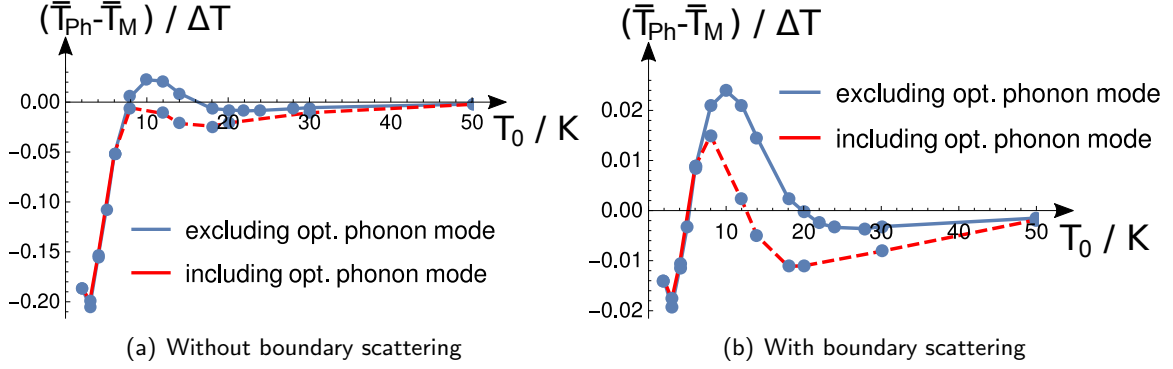 (T̅Ph-T̅M) / ΔT
0.00
10
20
30
40
50
T0 / K
-0.05
-0.10
-0.15
-0.20
excluding opt. phonon mode
including opt. phonon mode
(a) Without boundary scattering
(T̅Ph-T̅M) / ΔT
0.02
0.01
0.00
-0.01
-0.02
10
20
30
40
50
T0 / K
excluding opt. phonon mode
including opt. phonon mode
(b) With boundary scattering